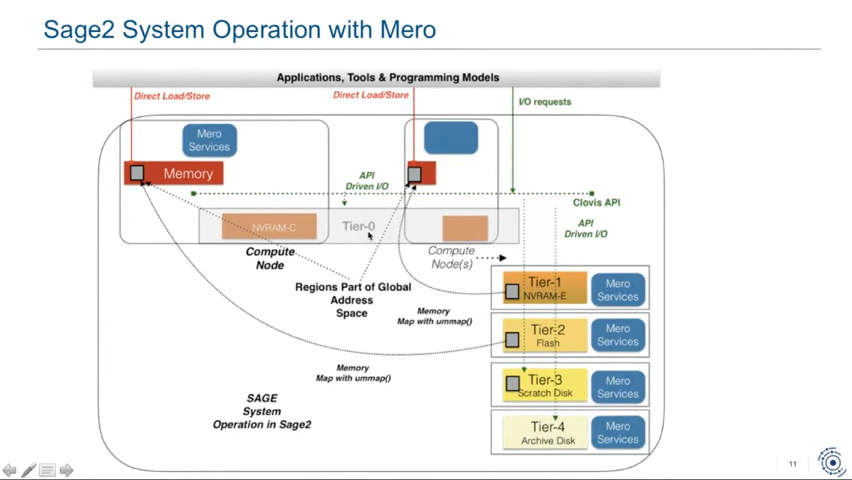 Sage2 System Operation with Mero
Applications, Tools & Programming Models
Direct Load/Store
Direct Load/Store
I/O requests
Mero
Services
Memory
API
Driven I/O
Clovis API
API
Driven I/O
NVRAM-C
Tier-0
Compute
Node
Compute
Node(s)
Regions Part of Global
Address
Space
Tier-1
NVRAM-E
Mero
Services
Memory
Map with ummap()
Tier-2
Flash
Mero
Services
Memory
Map with ummap()
Tier-3
Scratch Disk
Mero
Services
SAGE
System
Operation in Sage2
Tier-4
Archive Disk
Mero
Services
11